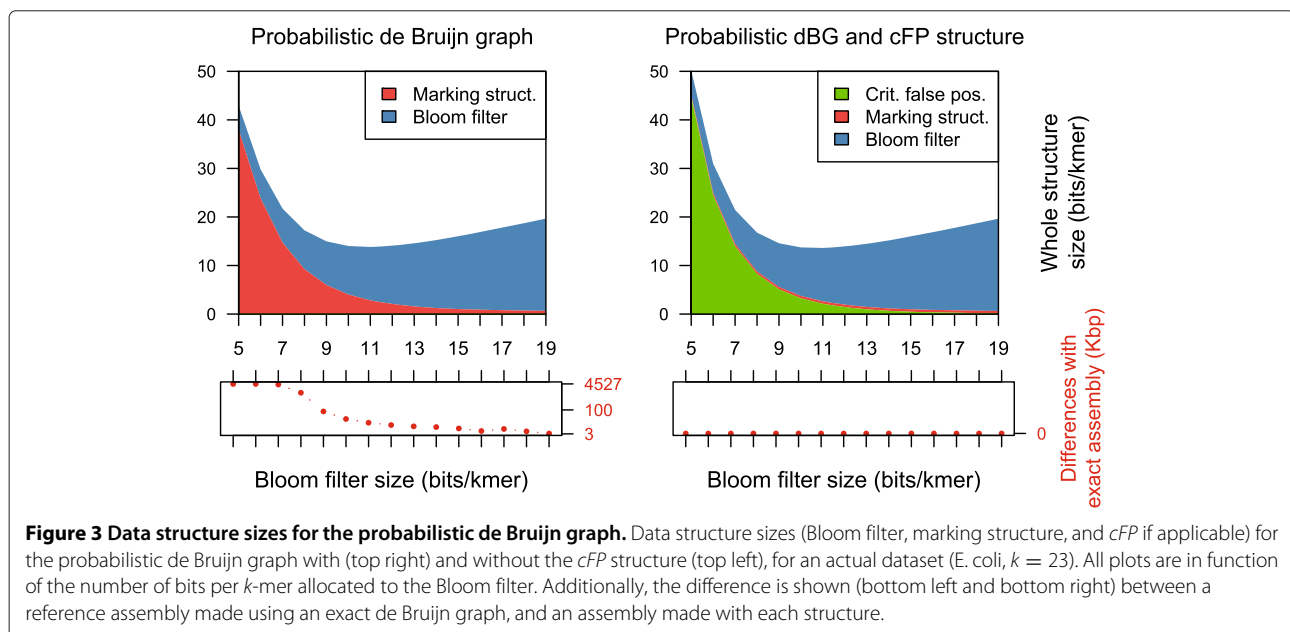 Probabilistic de Bruijn graph
50
40
30
20
10
0
Marking struct.
Bloom filter
5 7 9 11 13 15 17 19
4527
100
3
Bloom filter size (bits/kmer)
Probabilistic dBG and cFP structure
50
40
30
20
10
0
Crit. false pos.
Marking struct.
Bloom filter
5 7 9 11 13 15 17 19
0
Bloom filter size (bits/kmer)
Whole structure
size (bits/kmer)
Differences with
exact assembly (Kbp)
Figure 3 Data structure sizes for the probabilistic de Bruijn graph. Data structure sizes (Bloom filter, marking structure, and cFP if applicable) for
the probabilistic de Bruijn graph with (top right) and without the cFP structure (top left), for an actual dataset (E. coli, k = 23). All plots are in function
of the number of bits per k-mer allocated to the Bloom filter. Additionally, the difference is shown (bottom left and bottom right) between a
reference assembly made using an exact de Bruijn graph, and an assembly made with each structure.